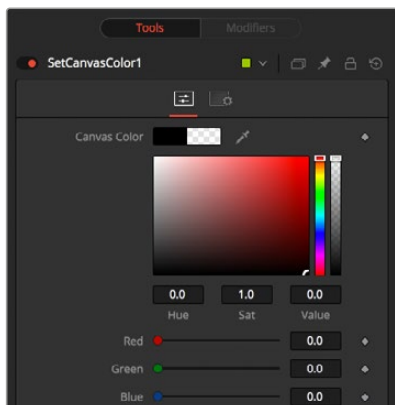 Tools Modifiers
SetCanvasColor1
Canvas Color
0.0 1.0 0.0
Hue Sat Value
Red 0.0
Green 0.0
Blue 0.0